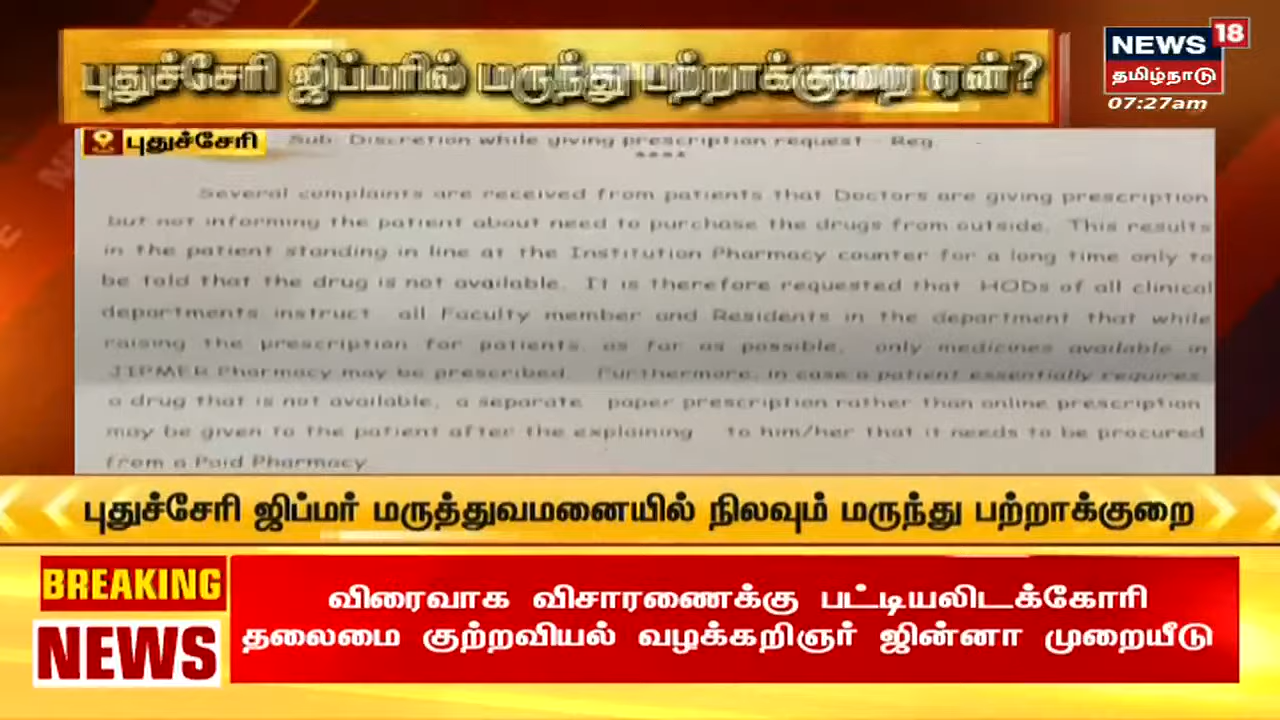 புதுச்சேரி ஜிப்மரில் மருந்து பற்றாக்குறை ஏன்?
NEWS 18
தமிழ்நாடு
07:27am
புதுச்சேரி
Sub: Discretion while giving prescription request - Reg.
****
Several complaints are received from patients that Doctors are giving prescription
but not informing the patient about need to purchase the drugs from outside. This results
in the patient standing in line at the Institution Pharmacy counter for a long time only to
be told that the drug is not available. It is therefore requested that HODs of all clinical
departments instruct all Faculty member and Residents in the department that while
raising the prescription for patients, as far as possible, only medicines available in
JIPMER Pharmacy may be prescribed. Furthermore, in case a patient essentially requires
a drug that is not available, a separate paper prescription rather than online prescription
may be given to the patient after the explaining to him/her that it needs to be procured
from a Paid Pharmacy
புதுச்சேரி ஜிப்மர் மருத்துவமனையில் நிலவும் மருந்து பற்றாக்குறை
BREAKING
NEWS
விரைவாக விசாரணைக்கு பட்டியலிடக்கோரி
தலைமை குற்றவியல் வழக்கறிஞர் ஜின்னா முறையீடு